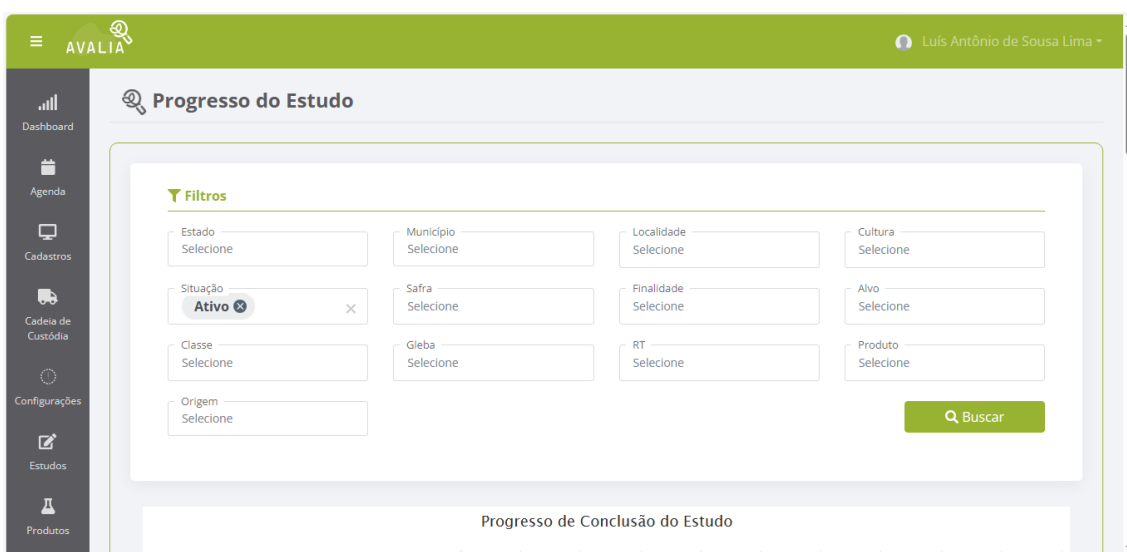 AVALIA
Luís Antônio de Sousa Lima
Dashboard
Agenda
Cadastros
Cadeia de
Custódia
Configurações
Estudos
Produtos
Progresso do Estudo
Filtros
Estado
Selecione
Município
Selecione
Localidade
Selecione
Cultura
Selecione
Situação
Ativo
Safra
Selecione
Finalidade
Selecione
Alvo
Selecione
Classe
Selecione
Gleba
Selecione
RT
Selecione
Produto
Selecione
Origem
Selecione
Buscar
Progresso de Conclusão do Estudo